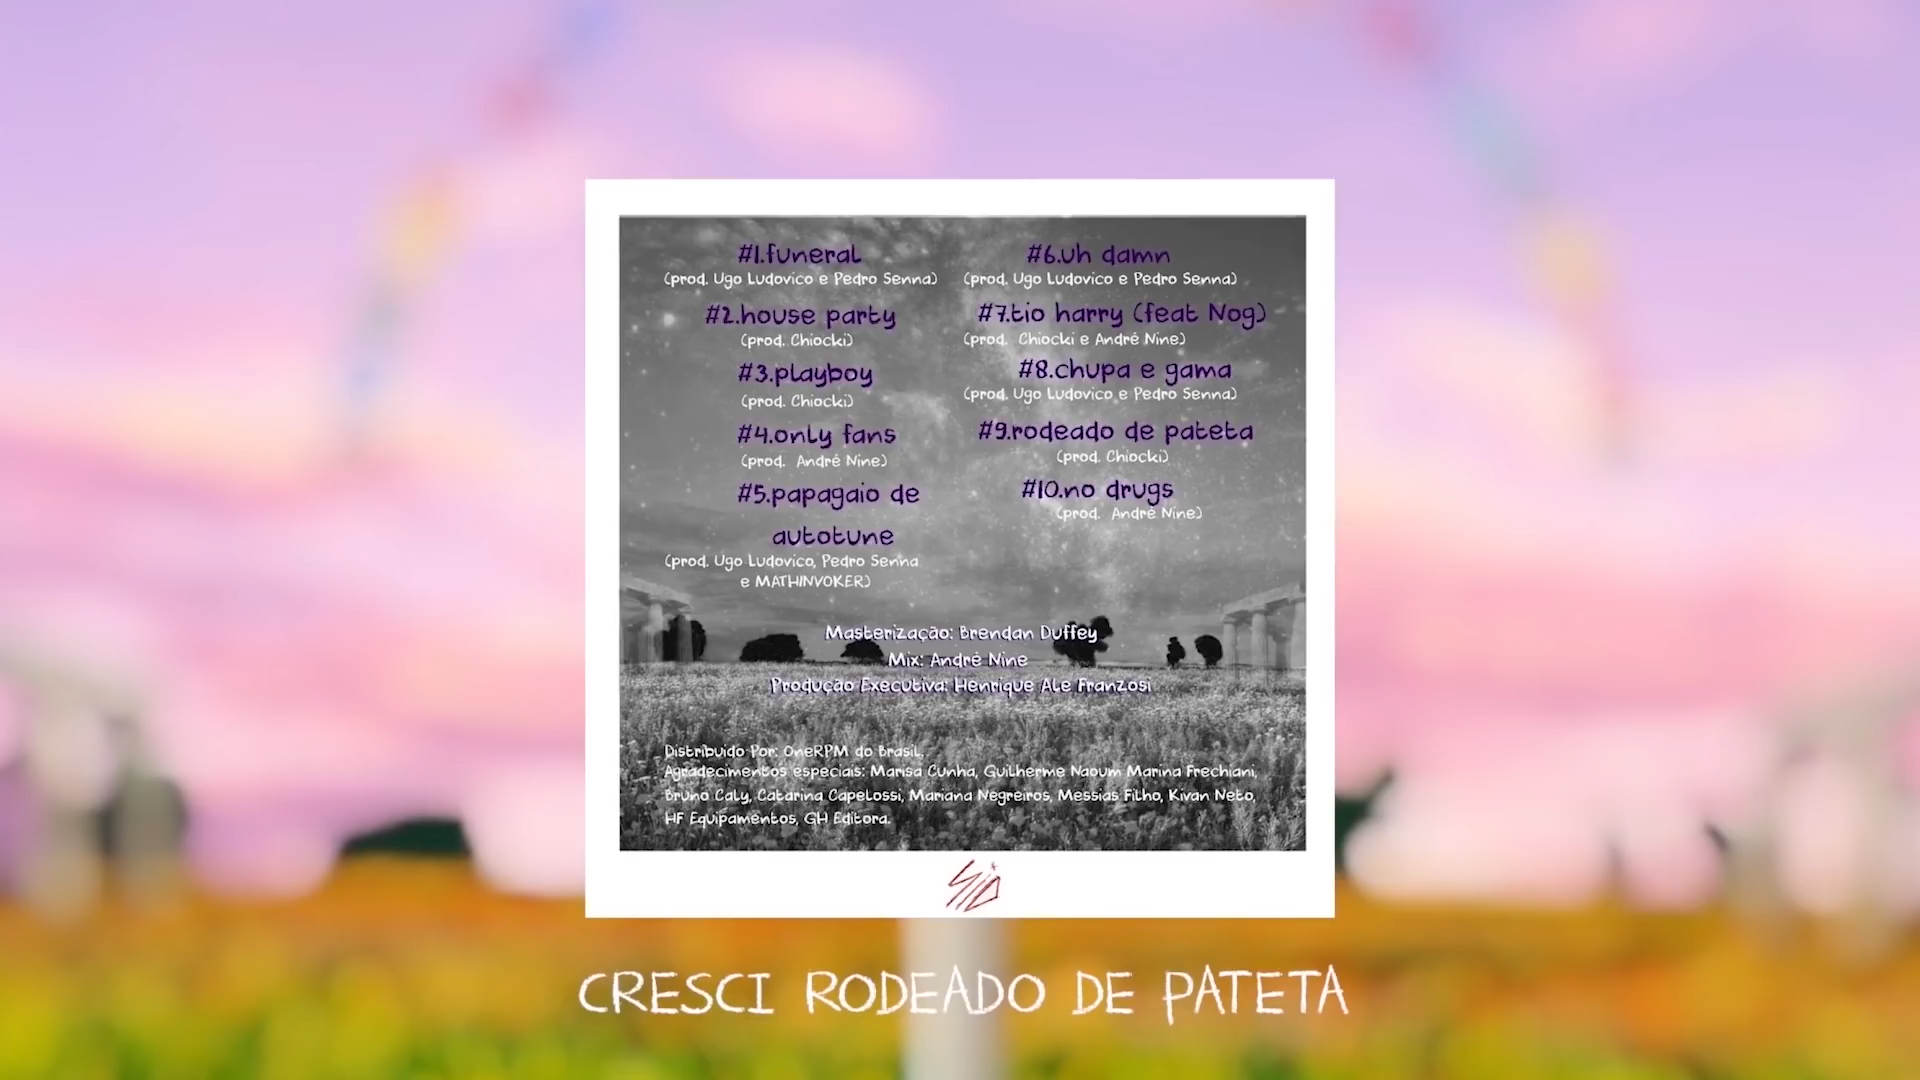 #1.funeral
(prod. Ugo Ludovico e Pedro Senna)
#2.house party
(prod. Chiocki)
#3.playboy
(prod. Chiocki)
#4.only fans
(prod. André Nine)
#5.papagaio de
autotune
(prod. Ugo Ludovico, Pedro Senna
e MATHINVOKER)
#6.uh damn
(prod. Ugo Ludovico e Pedro Senna)
#7.tio harry (feat Nog)
(prod. Chiocki e André Nine)
#8.chupa e gama
(prod. Ugo Ludovico e Pedro Senna)
#9.rodeado de pateta
(prod. Chiocki)
#10.no drugs
(prod. André Nine)
Masterização: Brendan Duffey
Mix: André Nine
Produção Executiva: Henrique Ale Franzosi
Distribuido Por: OneRPM do Brasil.
Agradecimentos especiais: Marisa Cunha, Guilherme Naoum Marina Frechiani,
Bruno Caly, Catarina Capelossi, Mariana Negreiros, Messias Filho, Kivan Neto,
HF Equipamentos, GH Editora.
SID
CRESCI RODEADO DE PATETA